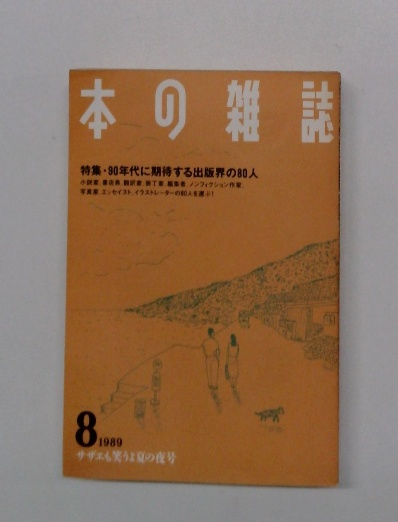 本の雑誌
特集・90年代に期待する出版界の80人
小説家、書店員、翻訳家、装丁家、編集者、ノンフィクション作家、
写真家、エッセイスト、イラストレーターの80人を選ぶ！
8 1989
サザエも笑うよ夏の夜号